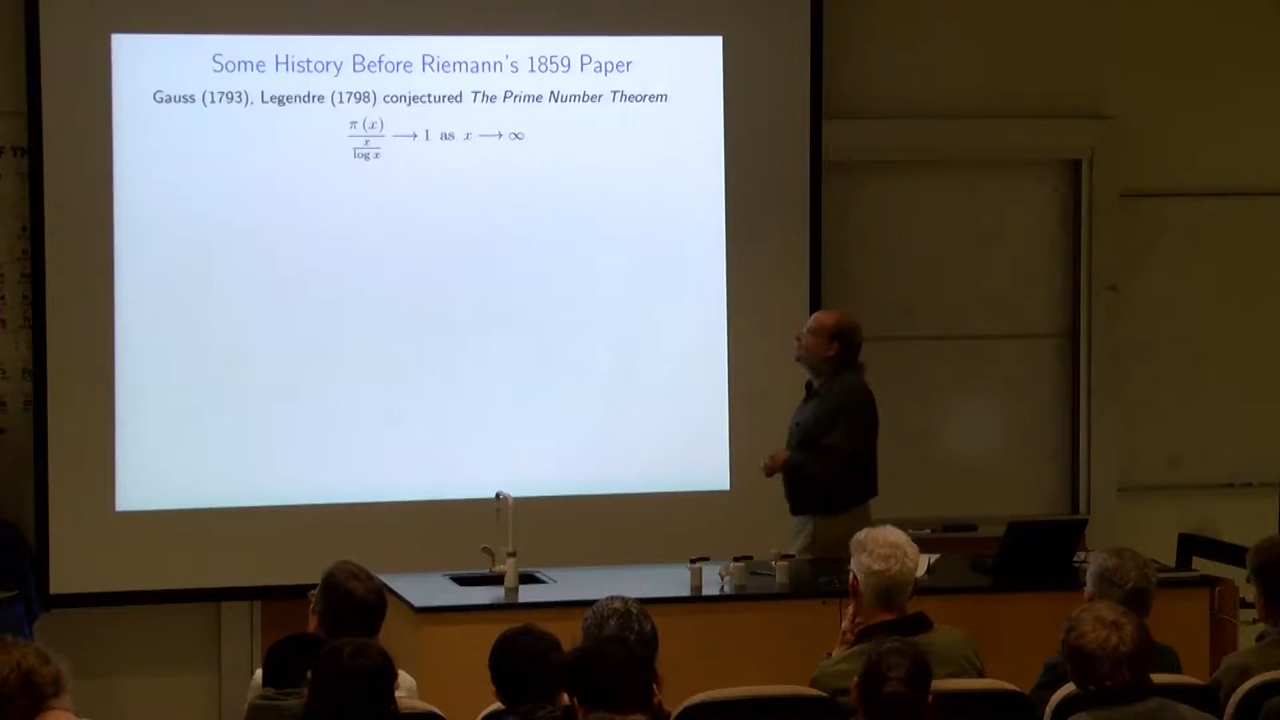 Some History Before Riemann's 1859 Paper
Gauss (1793), Legendre (1798) conjectured The Prime Number Theorem
π(x) / (x / log x) ⟶ 1 as x ⟶ ∞